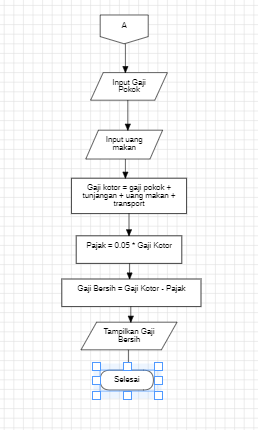 A
Input Gaji
Pokok
Input uang
makan
Gaji kotor = gaji pokok +
tunjangan + uang makan +
transport
Pajak = 0.05 * Gaji Kotor
Gaji Bersih = Gaji Kotor - Pajak
Tampilkan Gaji
Bersih
Selesai